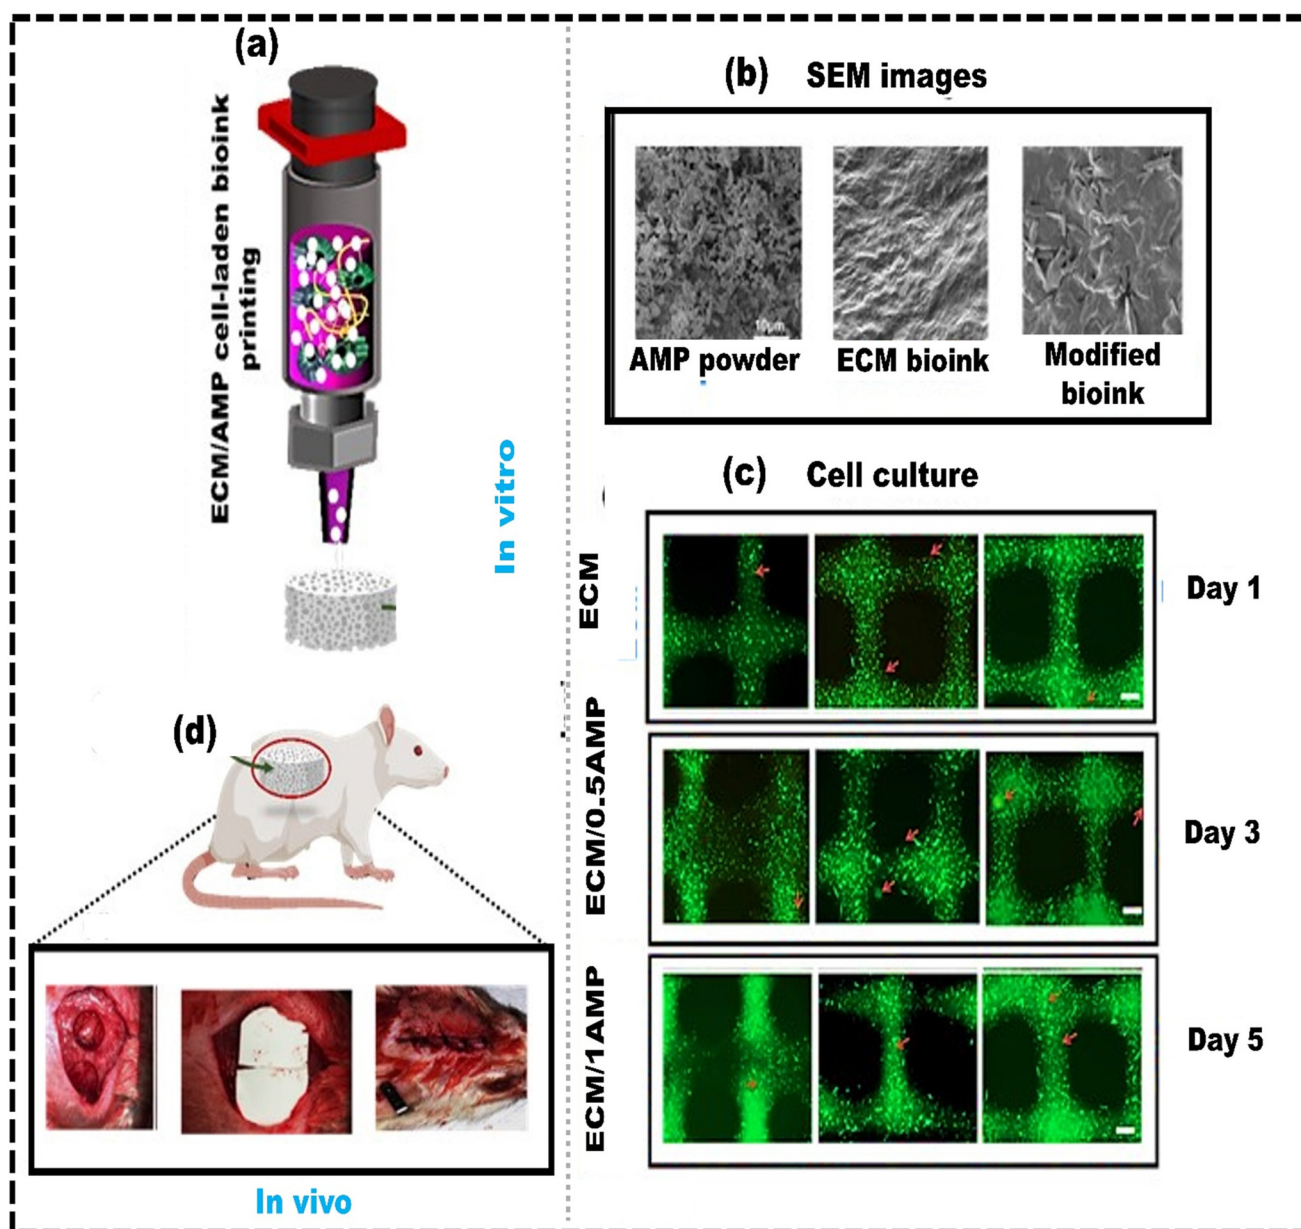 (a)
ECM/AMP cell-laden bioink
printing
In vitro
(b) SEM images
10µm
AMP powder
ECM bioink
Modified
bioink
(c) Cell culture
ECM
Day 1
ECM/0.5AMP
Day 3
ECM/1AMP
Day 5
(d)
In vivo